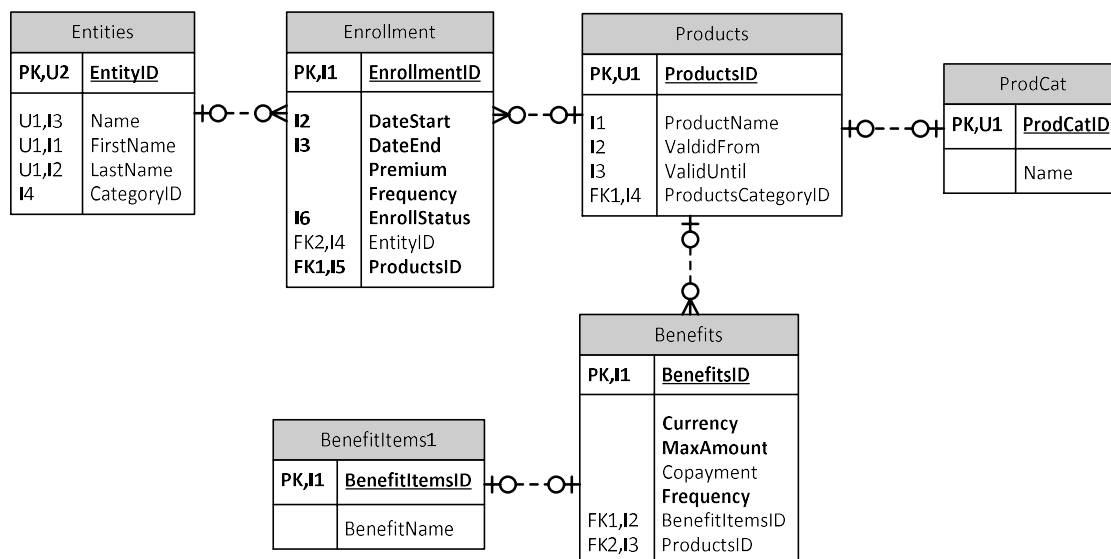 Entities
PK,U2 EntityID
U1,I3 Name
U1,I1 FirstName
U1,I2 LastName
I4 CategoryID
Enrollment
PK,I1 EnrollmentID
I2 DateStart
I3 DateEnd
Premium
Frequency
I6 EnrollStatus
FK2,I4 EntityID
FK1,I5 ProductsID
Products
PK,U1 ProductsID
I1 ProductName
I2 ValdidFrom
I3 ValidUntil
FK1,I4 ProductsCategoryID
ProdCat
PK,U1 ProdCatID
Name
Benefits
PK,I1 BenefitsID
Currency
MaxAmount
Copayment
Frequency
FK1,I2 BenefitItemsID
FK2,I3 ProductsID
BenefitItems1
PK,I1 BenefitItemsID
BenefitName